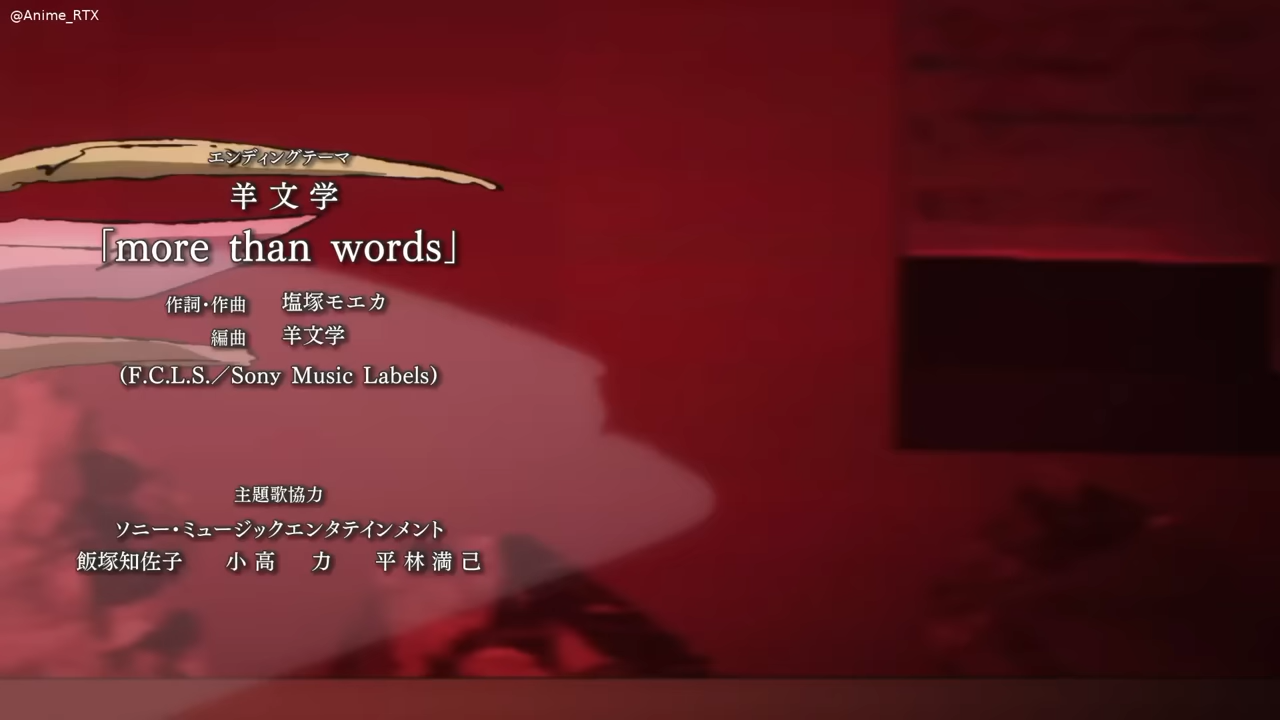 @Anime_RTX
エンディングテーマ
羊文学
「more than words」
作詞・作曲 塩塚モエカ
編曲 羊文学
(F.C.L.S./Sony Music Labels)
主題歌協力
ソニー・ミュージックエンタテインメント
飯塚知佐子 小高 力 平林満己